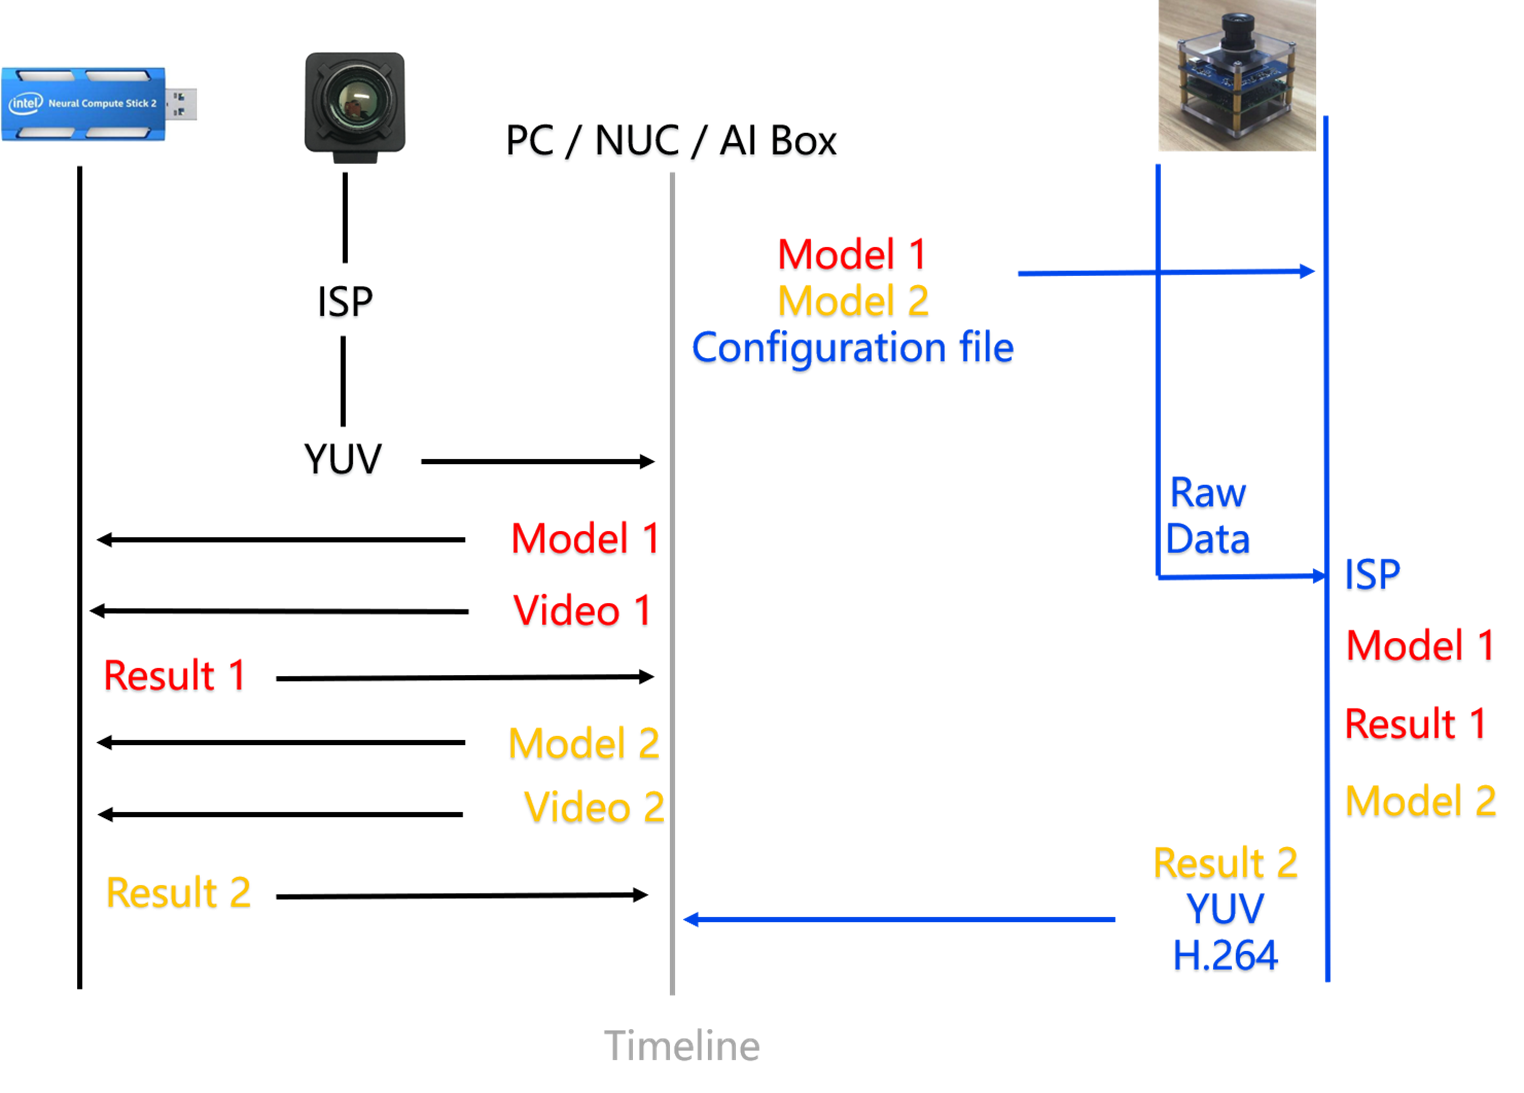 intel Neural Compute Stick 2
PC / NUC / AI Box
Model 1
Model 2
Configuration file
ISP
YUV
Raw
Data
ISP
Model 1
Video 1
Result 1
Model 2
Video 2
Result 2
Model 1
Result 1
Model 2
Result 2
YUV
H.264
Timeline